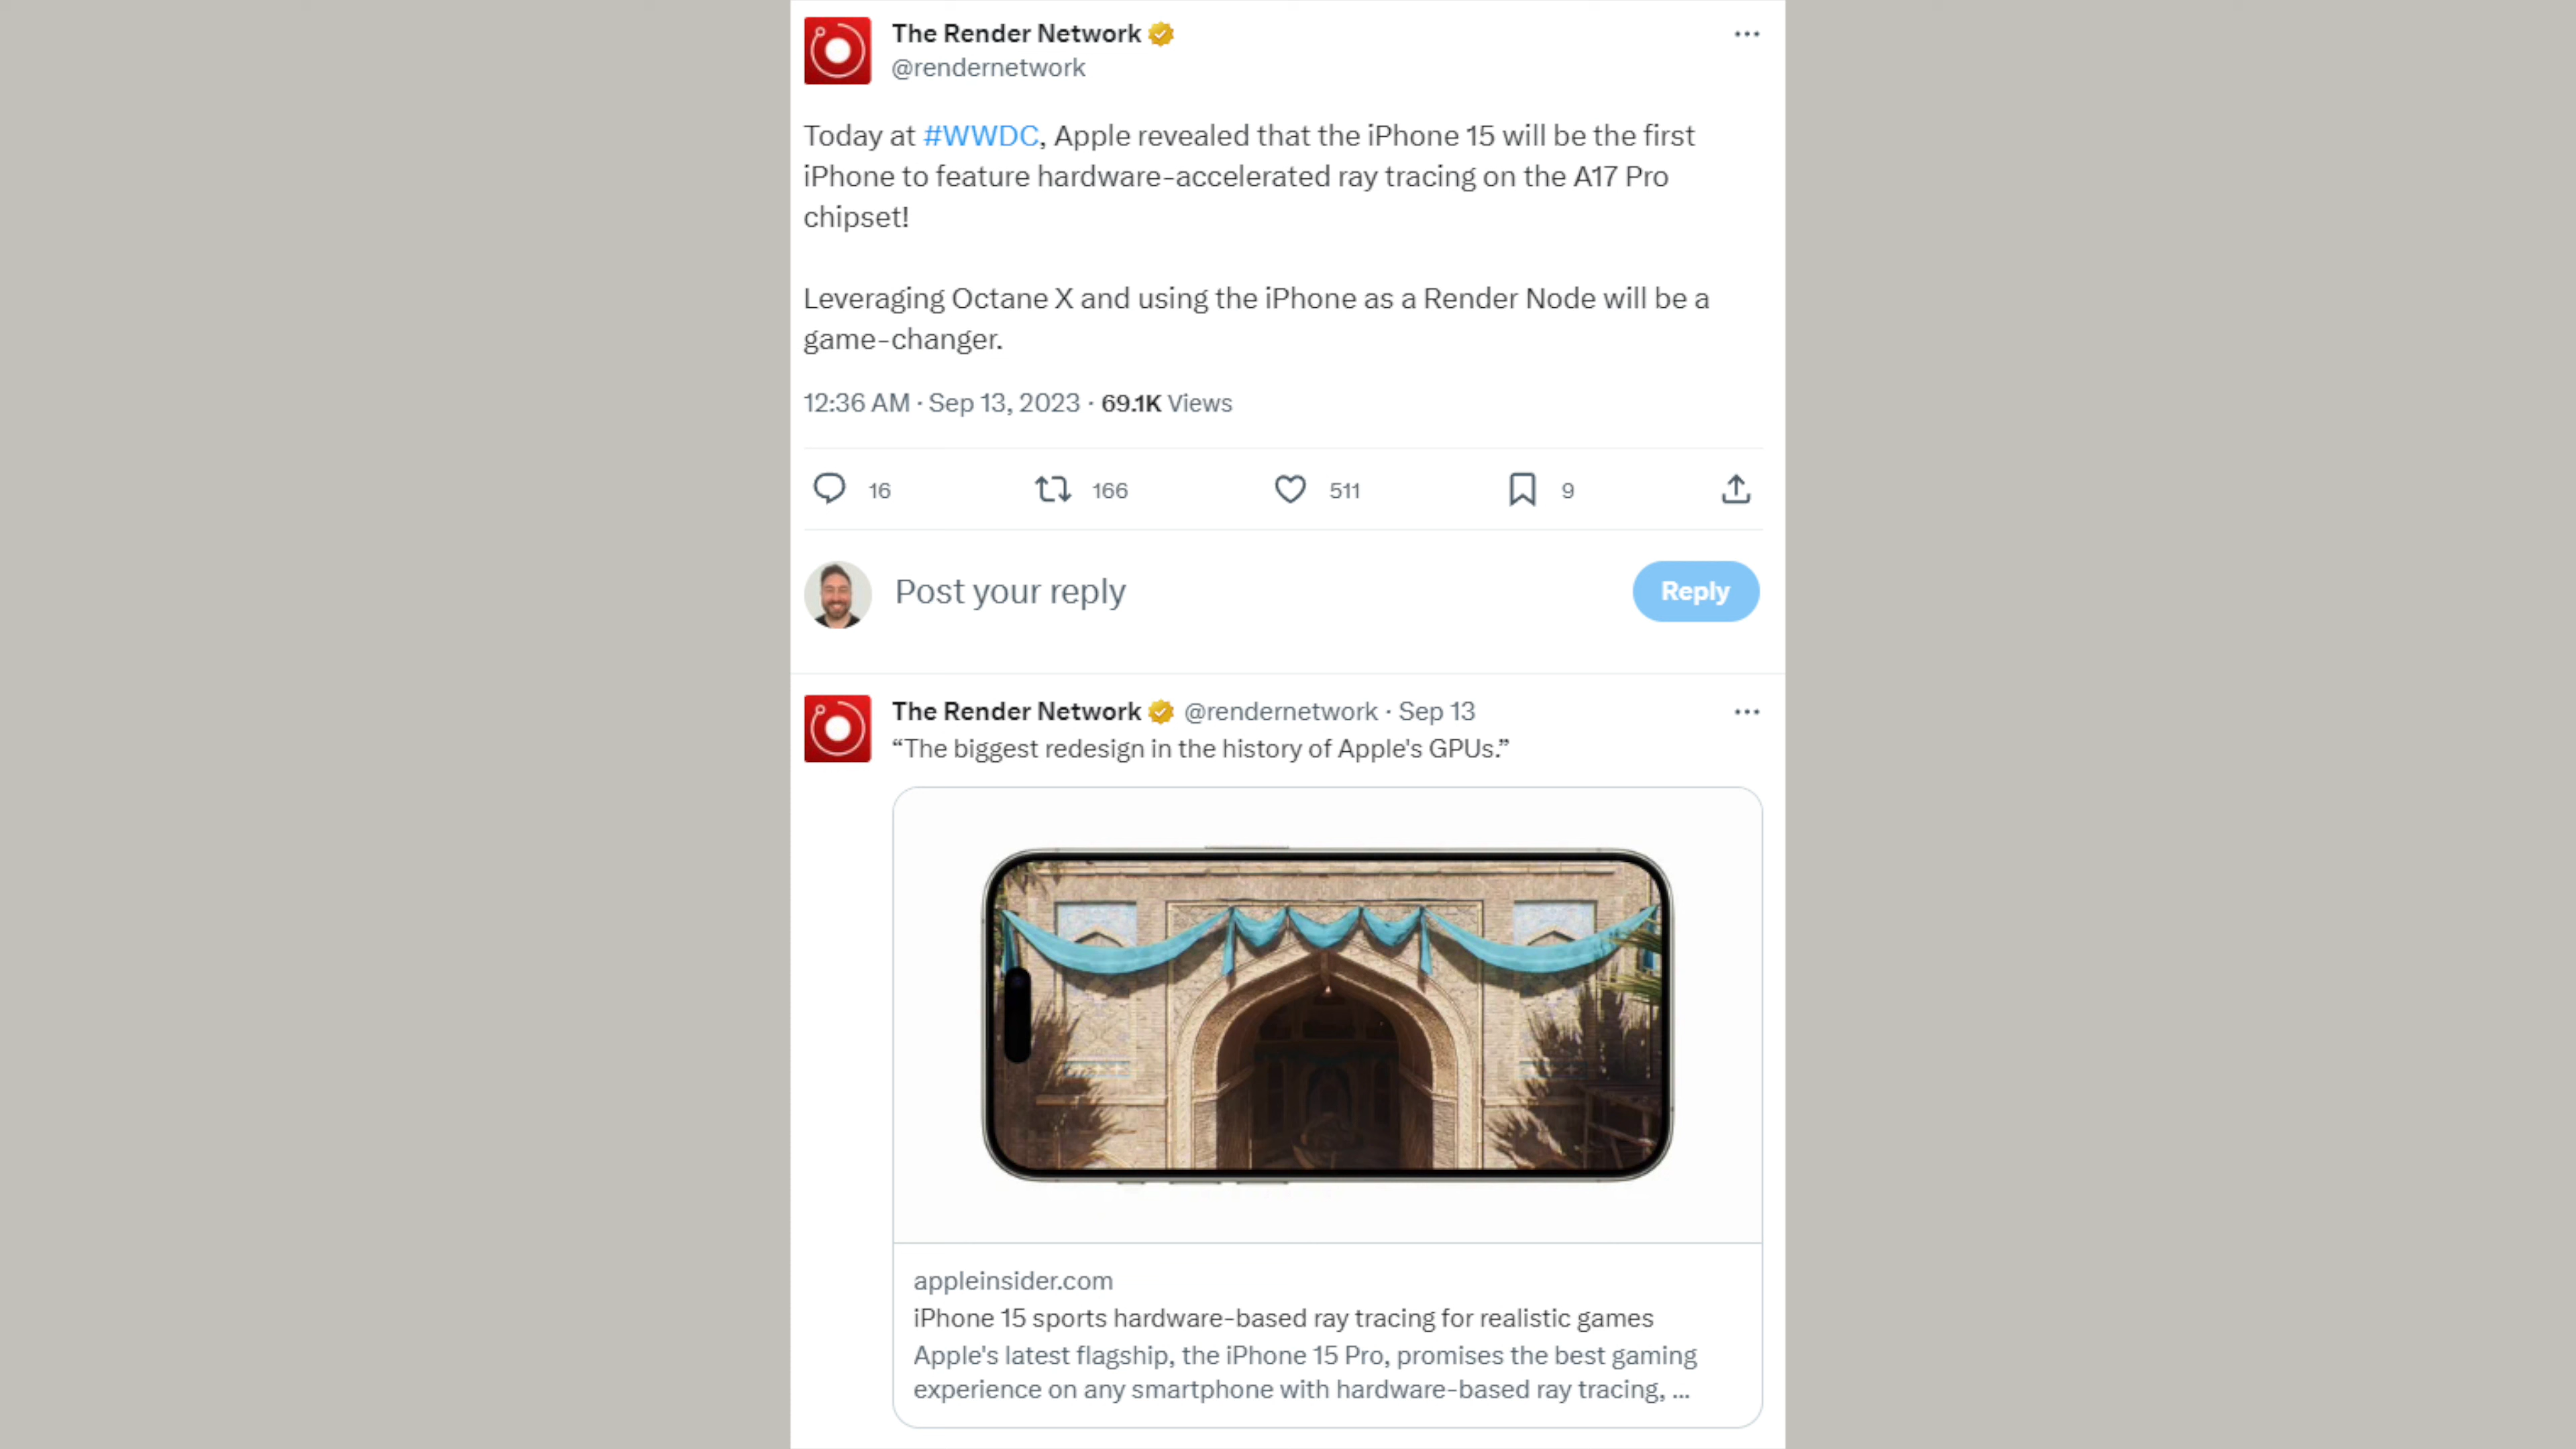 The Render Network
@rendernetwork
Today at #WWDC, Apple revealed that the iPhone 15 will be the first
iPhone to feature hardware-accelerated ray tracing on the A17 Pro
chipset!
Leveraging Octane X and using the iPhone as a Render Node will be a
game-changer.
12:36 AM · Sep 13, 2023 · 69.1K Views
16 166 511 9
Post your reply Reply
The Render Network @rendernetwork · Sep 13
“The biggest redesign in the history of Apple's GPUs.”
appleinsider.com
iPhone 15 sports hardware-based ray tracing for realistic games
Apple's latest flagship, the iPhone 15 Pro, promises the best gaming
experience on any smartphone with hardware-based ray tracing, ...